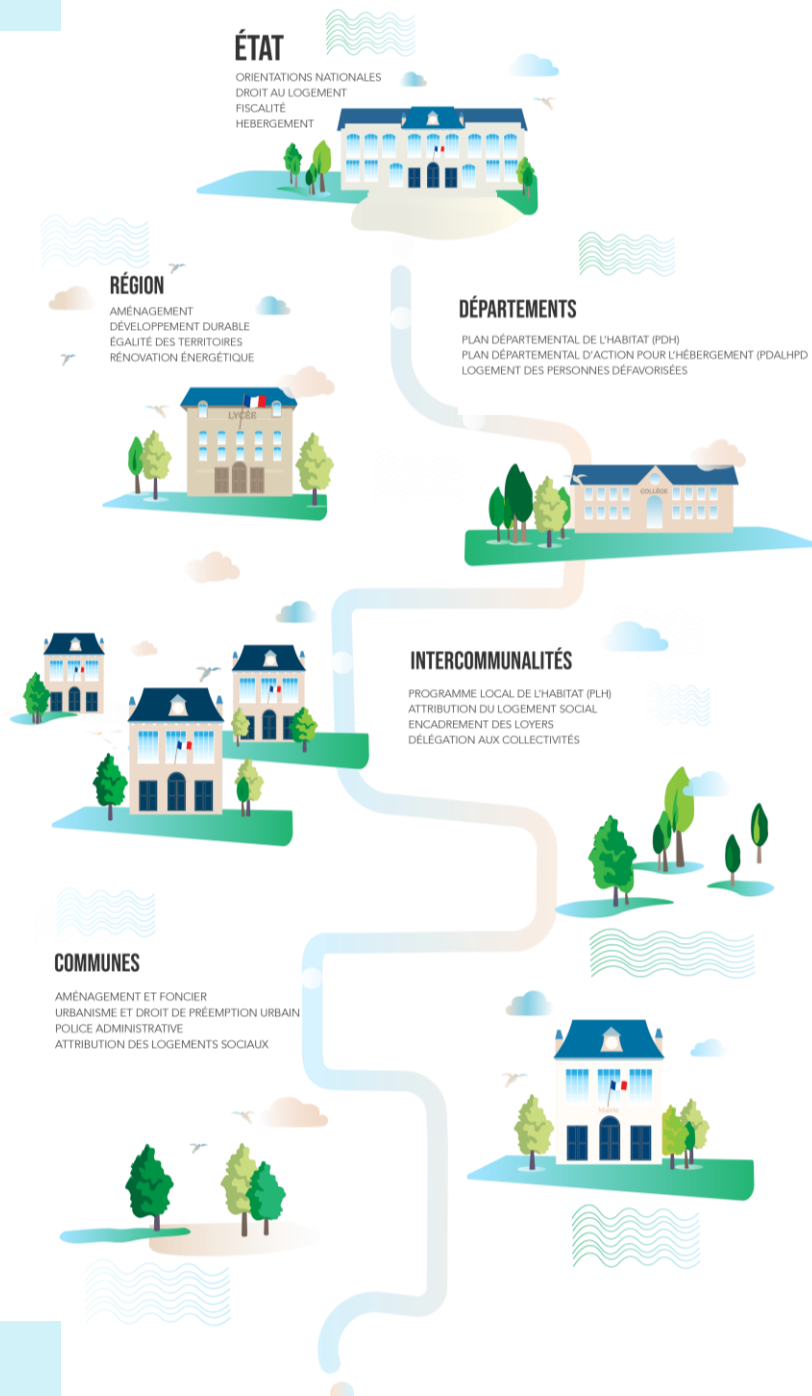 ÉTAT
ORIENTATIONS NATIONALES
DROIT AU LOGEMENT
FISCALITÉ
HEBERGEMENT
RÉGION
AMÉNAGEMENT
DÉVELOPPEMENT DURABLE
ÉGALITÉ DES TERRITOIRES
RÉNOVATION ÉNERGÉTIQUE
LYCÉE
DÉPARTEMENTS
PLAN DÉPARTEMENTAL DE L'HABITAT (PDH)
PLAN DÉPARTEMENTAL D'ACTION POUR L'HÉBERGEMENT (PDALHPD
LOGEMENT DES PERSONNES DÉFAVORISÉES
COLLÈGE
INTERCOMMUNALITÉS
PROGRAMME LOCAL DE L'HABITAT (PLH)
ATTRIBUTION DU LOGEMENT SOCIAL
ENCADREMENT DES LOYERS
DÉLÉGATION AUX COLLECTIVITÉS
COMMUNES
AMÉNAGEMENT ET FONCIER
URBANISME ET DROIT DE PRÉEMPTION URBAIN
POLICE ADMINISTRATIVE
ATTRIBUTION DES LOGEMENTS SOCIAUX
Mairie